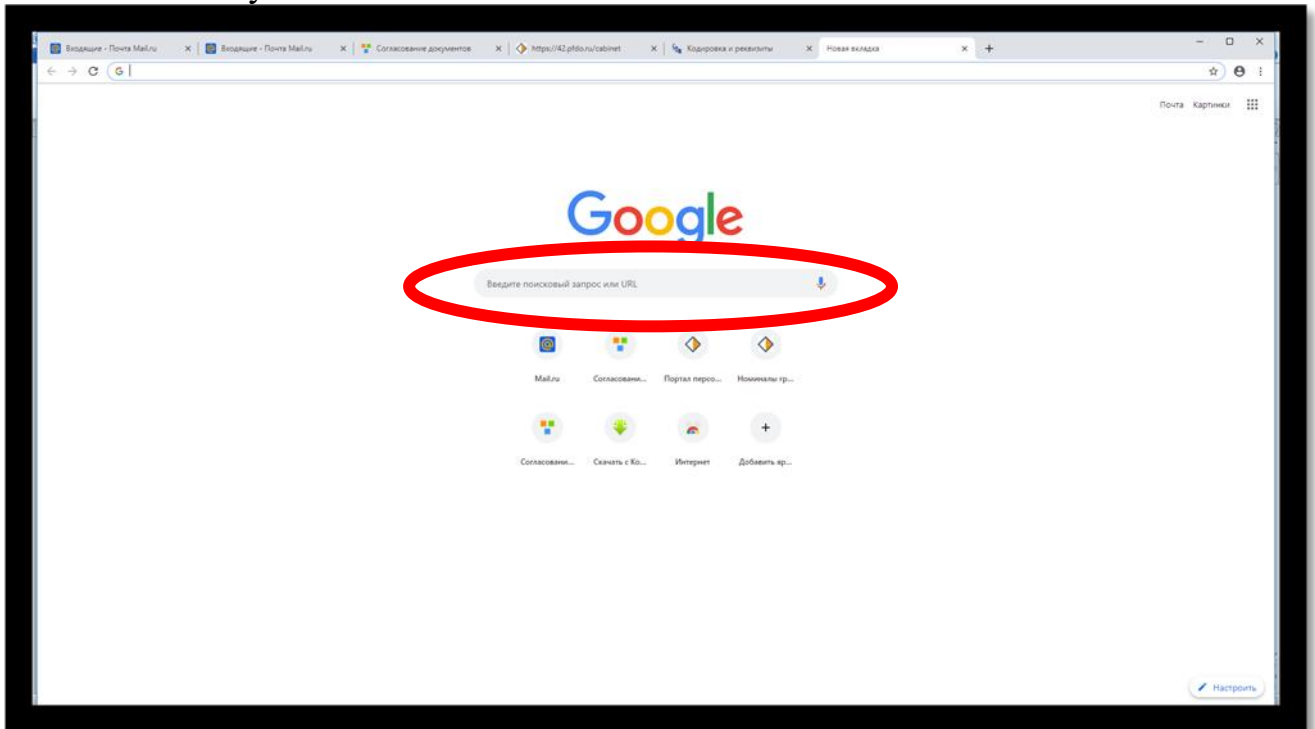 Входящие - Почта Mail.ru
Входящие - Почта Mail.ru
Согласование документов
https://42.pfdo.ru/cabinet
Кодировка и реквизиты
Новая вкладка
Почта Картинки
Google
Введите поисковый запрос или URL
Mail.ru
Согласовани...
Портал персо...
Номиналы гр...
Согласовани...
Скачать с Ко...
Интернет
Добавить яр...
Настроить